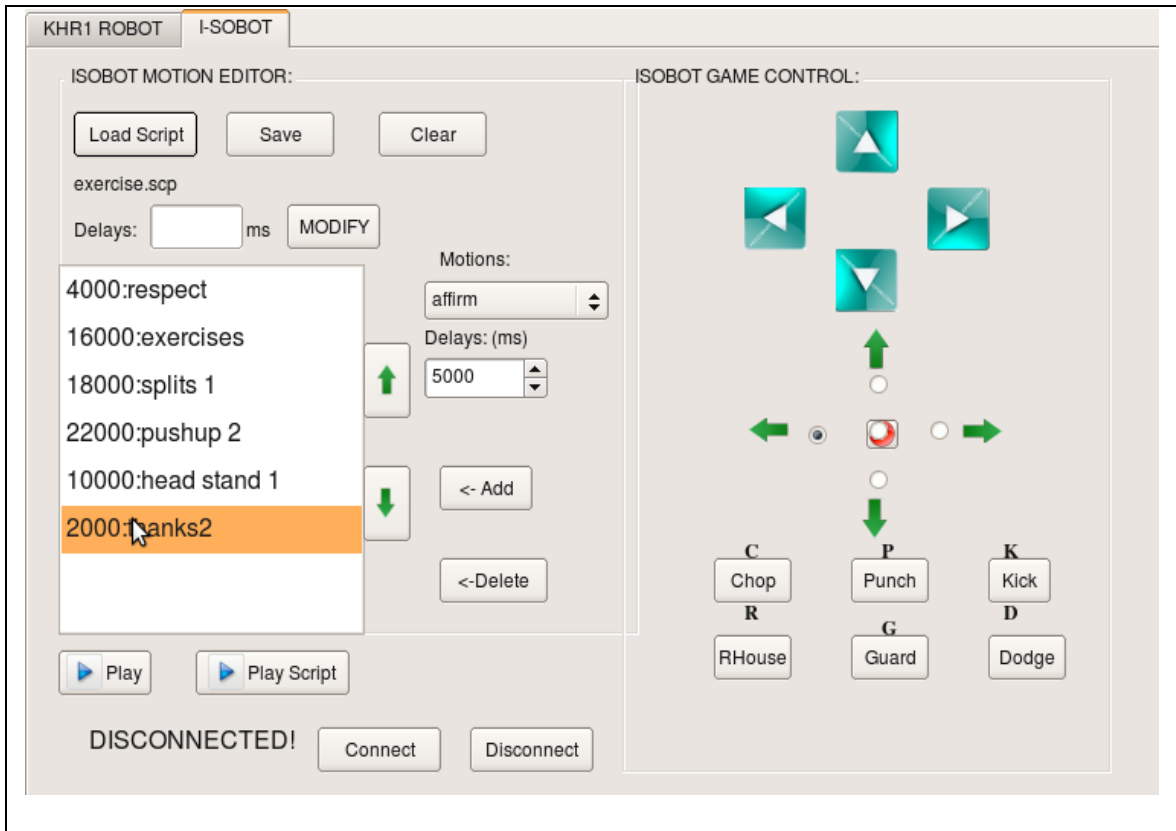 KHR1 ROBOT
I-SOBOT
ISOBOT MOTION EDITOR:
Load Script
Save
Clear
exercise.scp
Delays:
ms
MODIFY
4000:respect
16000:exercises
18000:splits 1
22000:pushup 2
10000:head stand 1
2000:thanks2
Motions:
affirm
Delays: (ms)
5000
<- Add
<-Delete
Play
Play Script
DISCONNECTED!
Connect
Disconnect
ISOBOT GAME CONTROL:
C
P
K
Chop
Punch
Kick
R
G
D
RHouse
Guard
Dodge